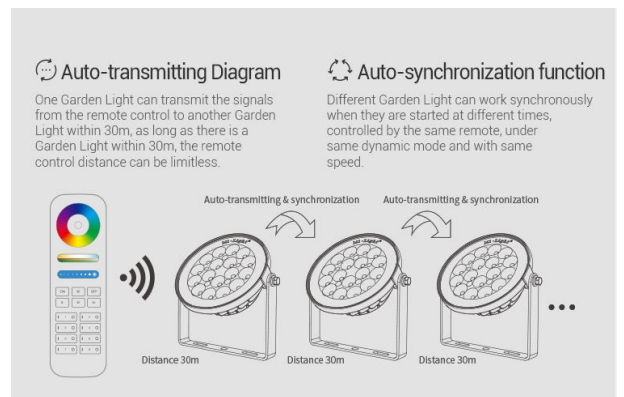 Auto-transmitting Diagram
One Garden Light can transmit the signals
from the remote control to another Garden
Light within 30m, as long as there is a
Garden Light within 30m, the remote
control distance can be limitless.
Auto-synchronization function
Different Garden Light can work synchronously
when they are started at different times,
controlled by the same remote, under
same dynamic mode and with same
speed.
Auto-transmitting & synchronization
Auto-transmitting & synchronization
Distance 30m
Distance 30m
Distance 30m